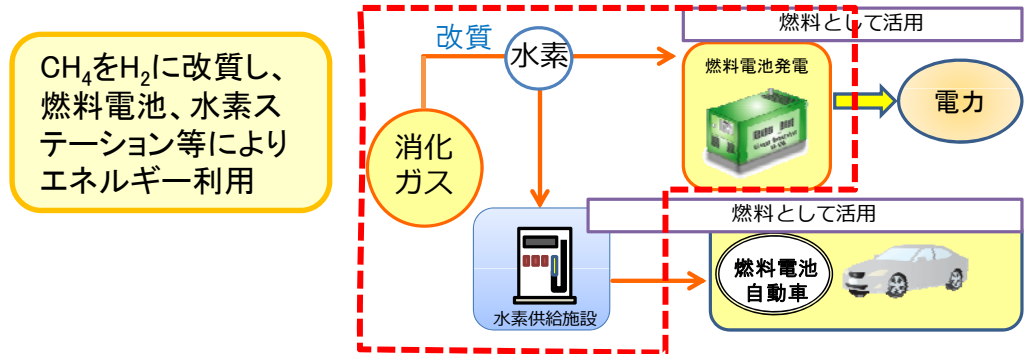 CH₄をH₂に改質し、
燃料電池、水素ス
テーション等により
エネルギー利用
燃料として活用
改質
水素
燃料電池発電
電力
消化
ガス
燃料として活用
燃料電池
自動車
水素供給施設